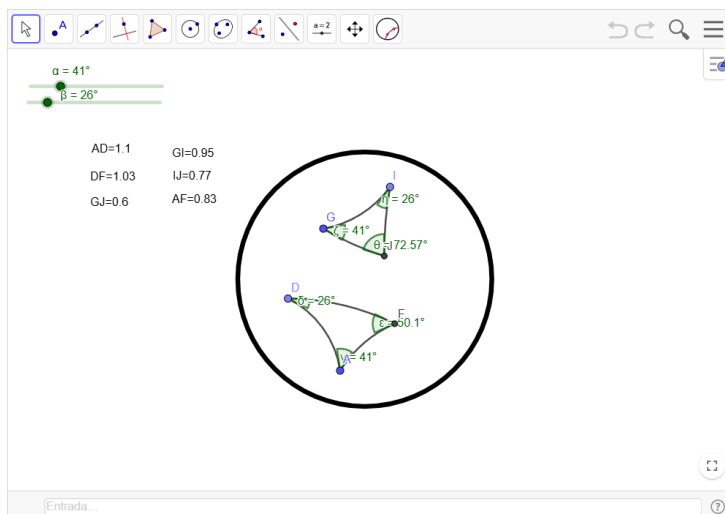 A
a = 2
α = 41°
β = 26°
AD=1.1
GI=0.95
DF=1.03
IJ=0.77
GJ=0.6
AF=0.83
I
η = 26°
G
ζ = 41°
θ = 72.57°
D
δ = 26°
F
ε = 50.1°
A
= 41°
Entrada...